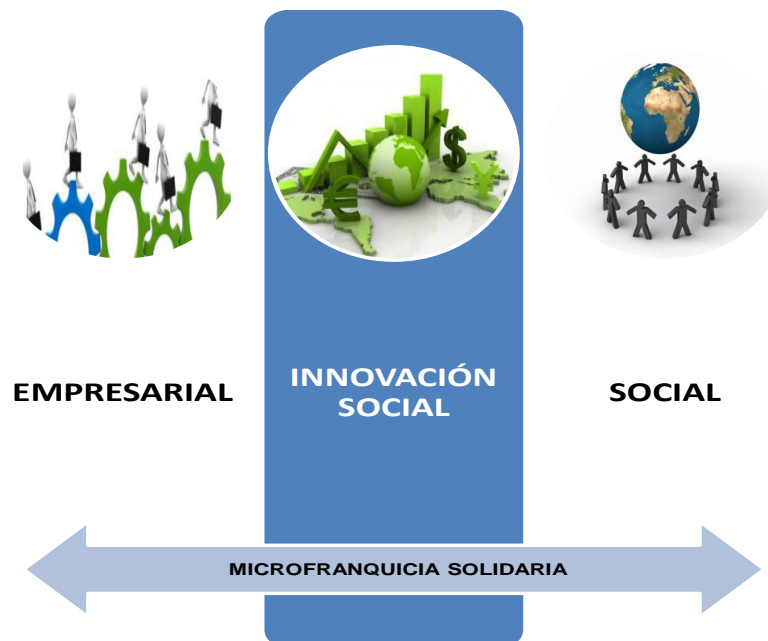 EMPRESARIAL
INNOVACIÓN
SOCIAL
SOCIAL
MICROFRANQUICIA SOLIDARIA